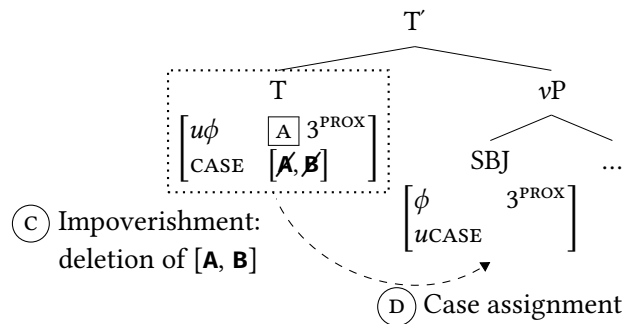 T′
T
vP
uϕ A 3PROX
CASE [A, B]
SBJ
...
ϕ 3PROX
uCASE
C Impoverishment:
deletion of [A, B]
D Case assignment